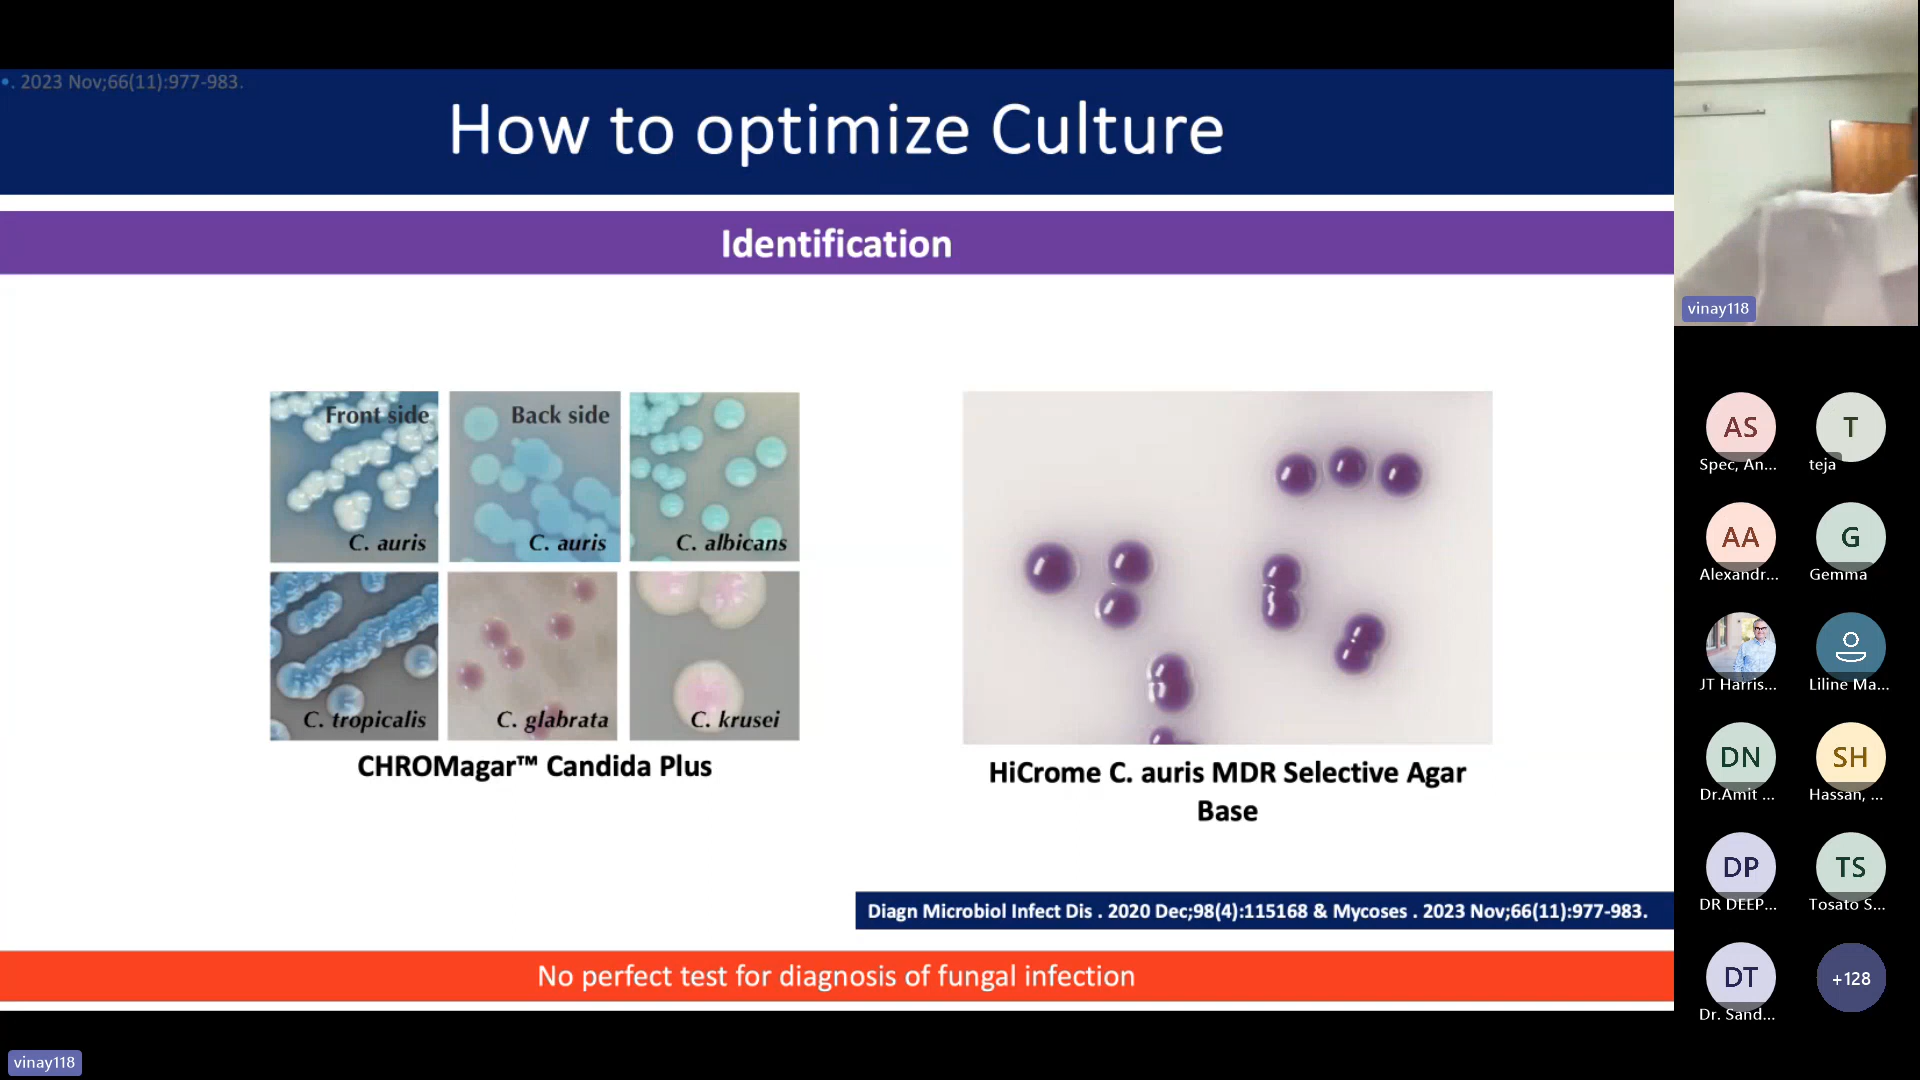 •. 2023 Nov;66(11):977-983.
How to optimize Culture
Identification
Front side
C. auris
Back side
C. auris
C. albicans
C. tropicalis
C. glabrata
C. krusei
CHROMagar™ Candida Plus
HiCrome C. auris MDR Selective Agar
Base
Diagn Microbiol Infect Dis . 2020 Dec;98(4):115168 & Mycoses . 2023 Nov;66(11):977-983.
No perfect test for diagnosis of fungal infection
vinay118
vinay118
AS
Spec, An...
T
teja
AA
Alexandr...
G
Gemma
JT Harris...
Liline Ma...
DN
Dr.Amit ...
SH
Hassan, ...
DP
DR DEEP...
TS
Tosato S...
DT
Dr. Sand...
+128